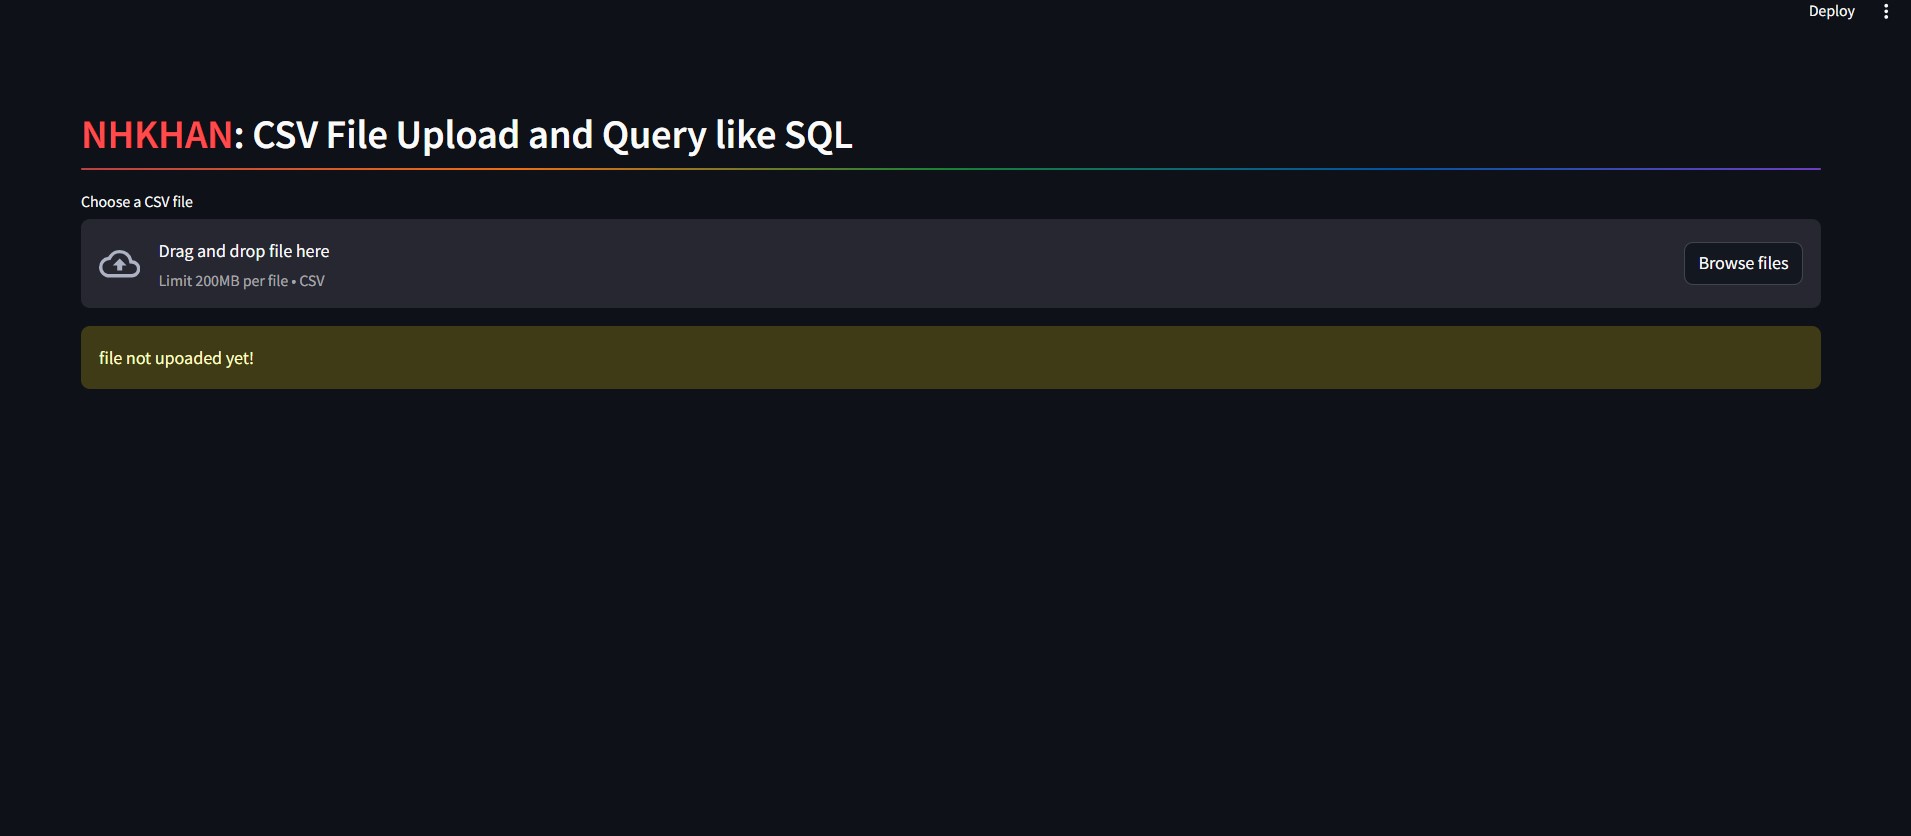 Deploy
NHKHAN: CSV File Upload and Query like SQL
Choose a CSV file
Drag and drop file here
Limit 200MB per file • CSV
Browse files
file not upoaded yet!